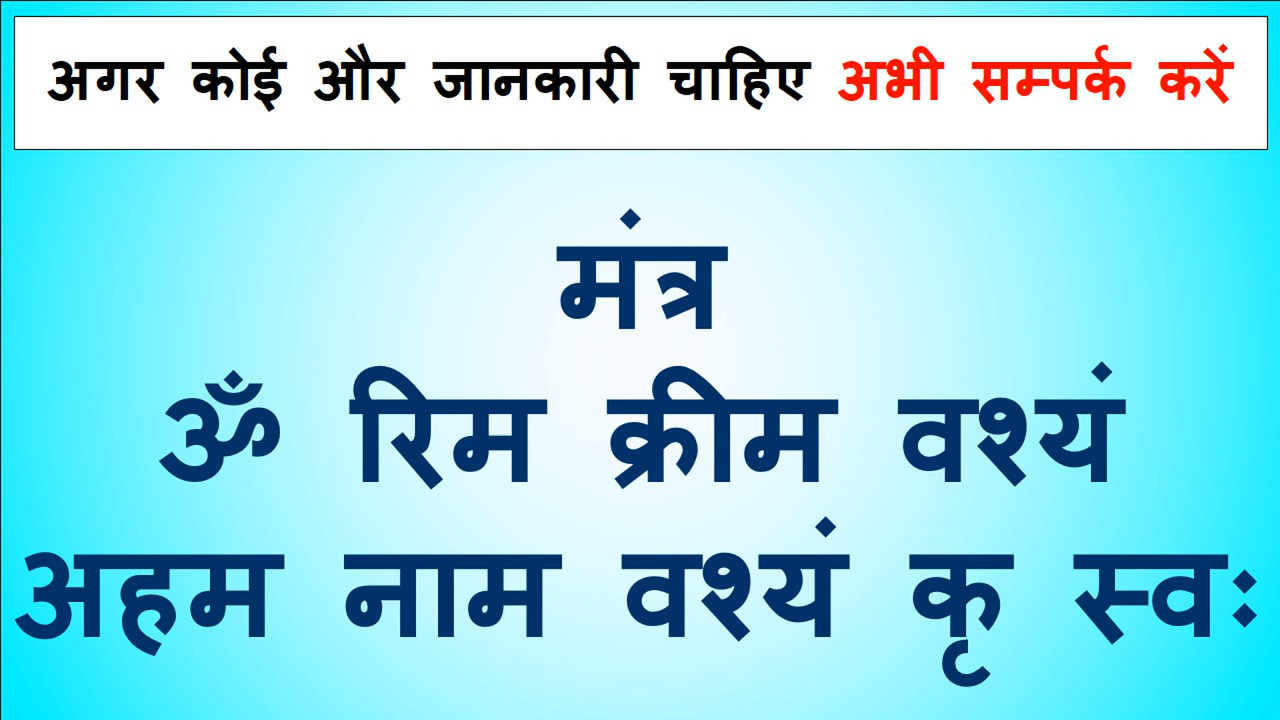 अगर कोई और जानकारी चाहिए अभी सम्पर्क करें
मंत्र
ॐ रिम क्रीम वश्यं
अहम नाम वश्यं कृ स्वः